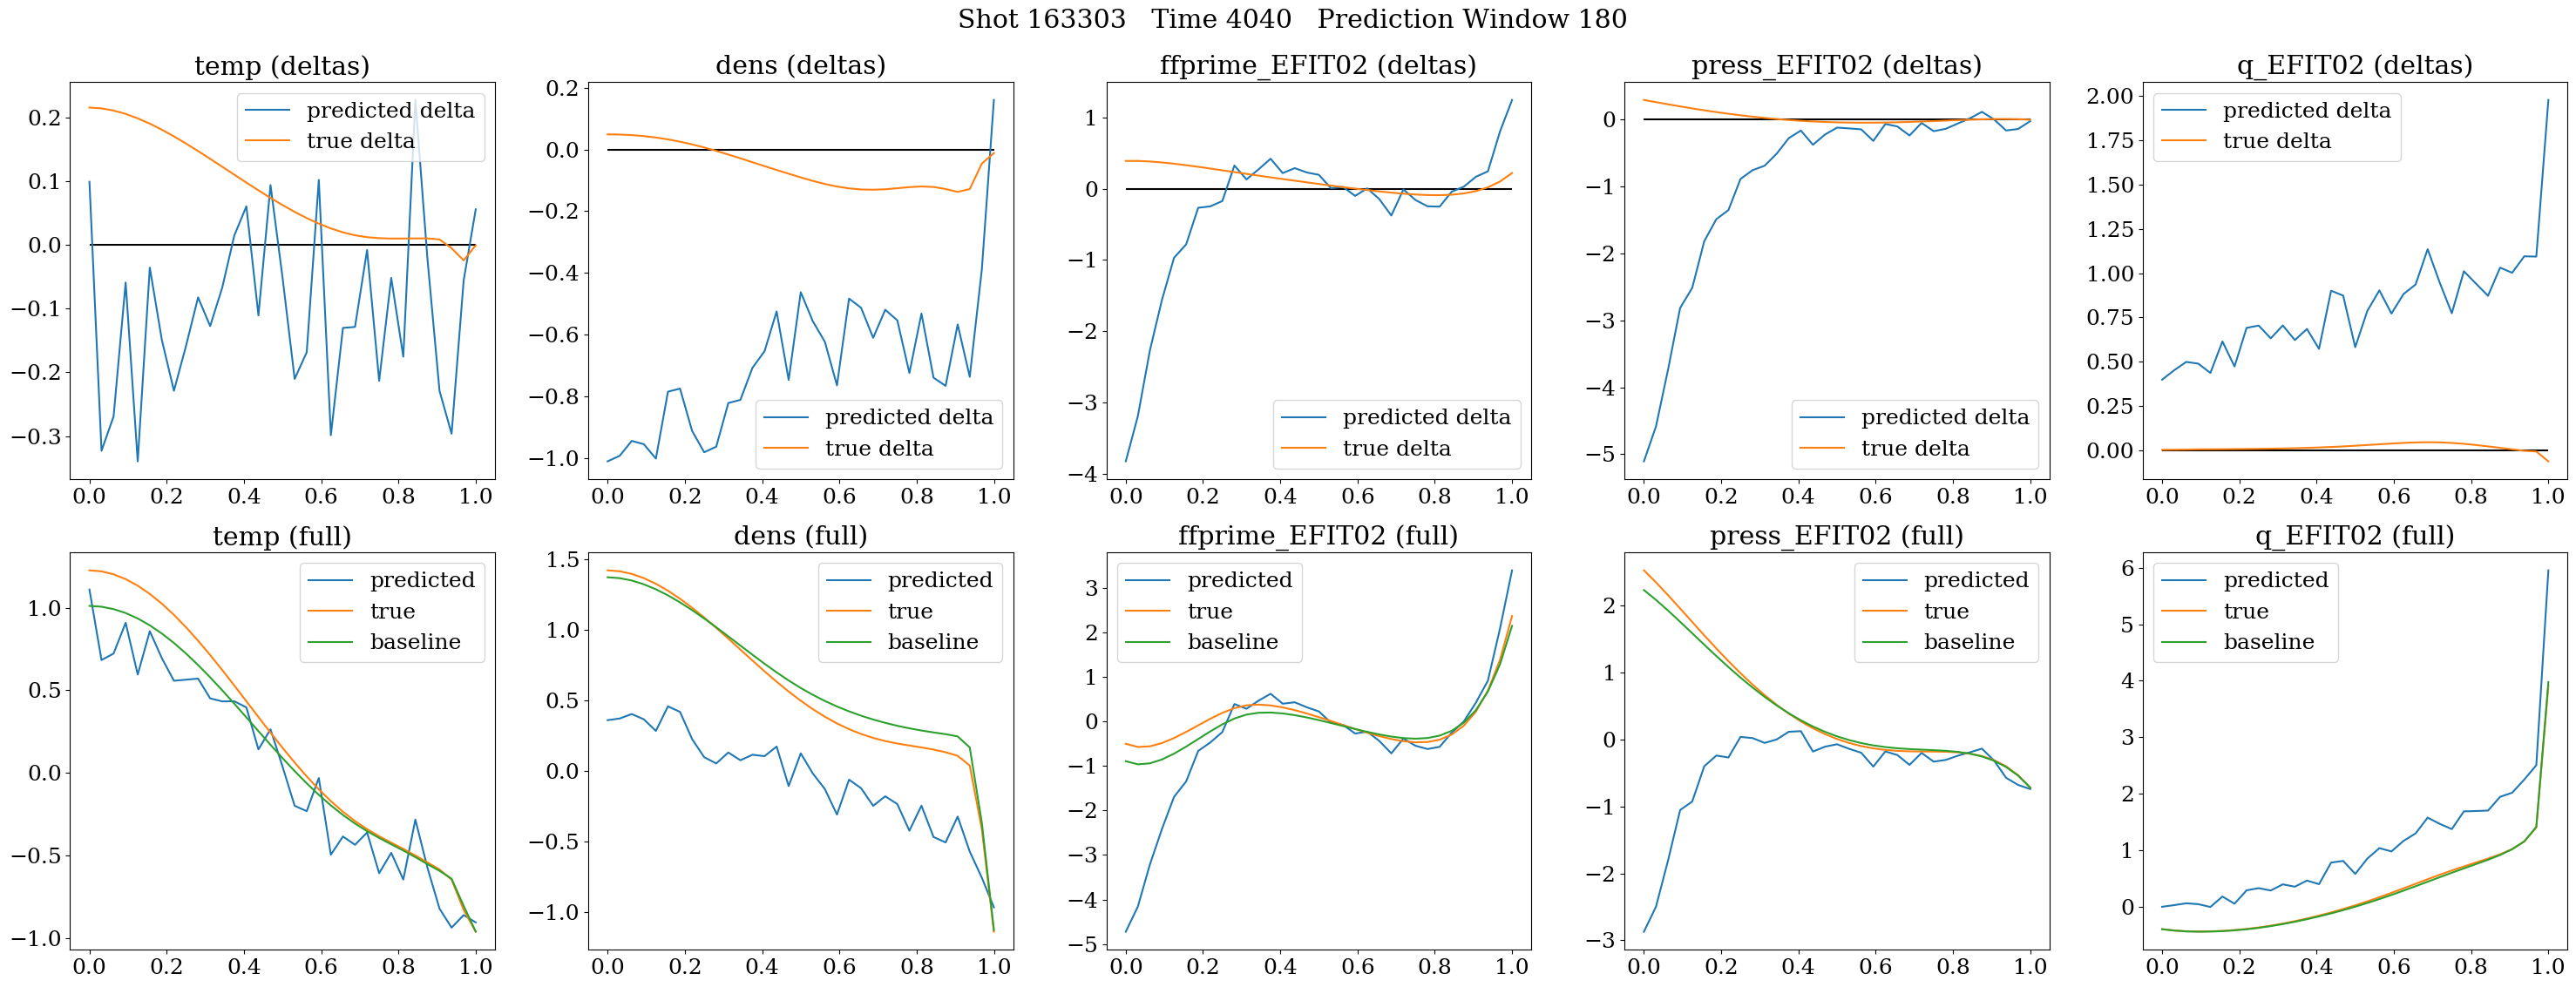 Shot 163303   Time 4040   Prediction Window 180
temp (deltas)
predicted delta
true delta
0.2
0.1
0.0
−0.1
−0.2
−0.3
0.0 0.2 0.4 0.6 0.8 1.0
dens (deltas)
0.2
0.0
−0.2
−0.4
−0.6
−0.8
−1.0
predicted delta
true delta
0.0 0.2 0.4 0.6 0.8 1.0
ffprime_EFIT02 (deltas)
1
0
−1
−2
−3
−4
predicted delta
true delta
0.0 0.2 0.4 0.6 0.8 1.0
press_EFIT02 (deltas)
0
−1
−2
−3
−4
−5
predicted delta
true delta
0.0 0.2 0.4 0.6 0.8 1.0
q_EFIT02 (deltas)
predicted delta
true delta
2.00
1.75
1.50
1.25
1.00
0.75
0.50
0.25
0.00
0.0 0.2 0.4 0.6 0.8 1.0
temp (full)
predicted
true
baseline
1.0
0.5
0.0
−0.5
−1.0
0.0 0.2 0.4 0.6 0.8 1.0
dens (full)
predicted
true
baseline
1.5
1.0
0.5
0.0
−0.5
−1.0
0.0 0.2 0.4 0.6 0.8 1.0
ffprime_EFIT02 (full)
predicted
true
baseline
3
2
1
0
−1
−2
−3
−4
−5
0.0 0.2 0.4 0.6 0.8 1.0
press_EFIT02 (full)
predicted
true
baseline
2
1
0
−1
−2
−3
0.0 0.2 0.4 0.6 0.8 1.0
q_EFIT02 (full)
predicted
true
baseline
6
5
4
3
2
1
0
0.0 0.2 0.4 0.6 0.8 1.0